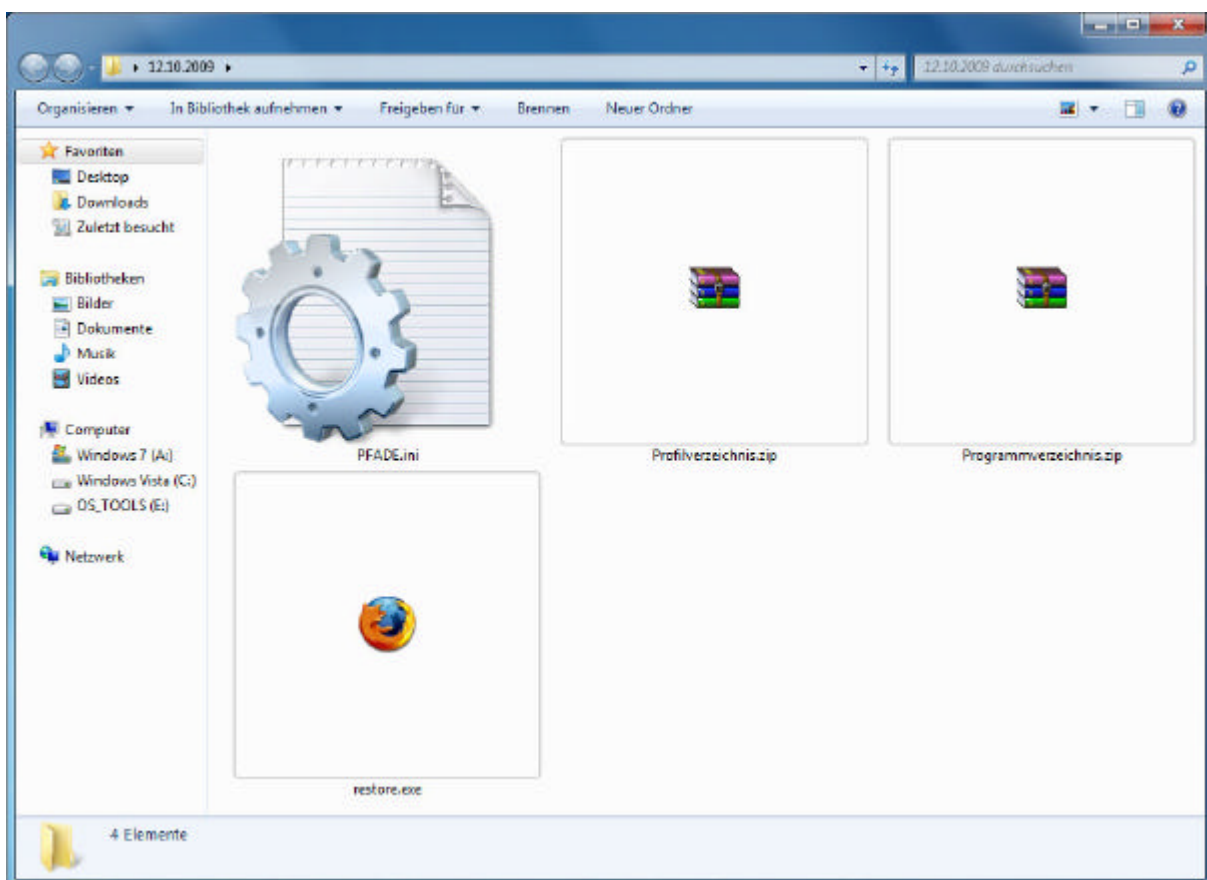 12.10.2009
12.10.2009 durchsuchen
Organisieren In Bibliothek aufnehmen Freigeben für Brennen Neuer Ordner
Favoriten
Desktop
Downloads
Zuletzt besucht
Bibliotheken
Bilder
Dokumente
Musik
Videos
Computer
Windows 7 (A:)
Windows Vista (C:)
OS_TOOLS (E:)
Netzwerk
PFADE.ini
Profilverzeichnis.zip
Programmverzeichnis.zip
restore.exe
4 Elemente